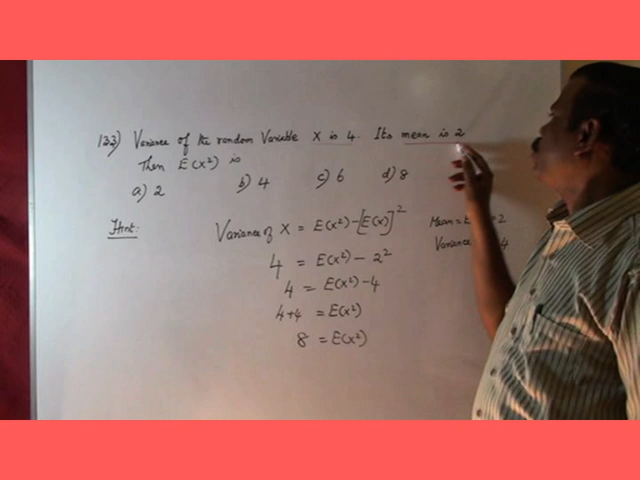 133) Variance of the random Variable X is 4. Its mean is 2
Then E(x²) is
a) 2 b) 4 c) 6 d) 8
Hint: Variance of X = E(x²) - [E(x)]² Mean = 2
4 = E(x²) - 2² Variance 4
4 = E(x²) - 4
4+4 = E(x²)
8 = E(x²)